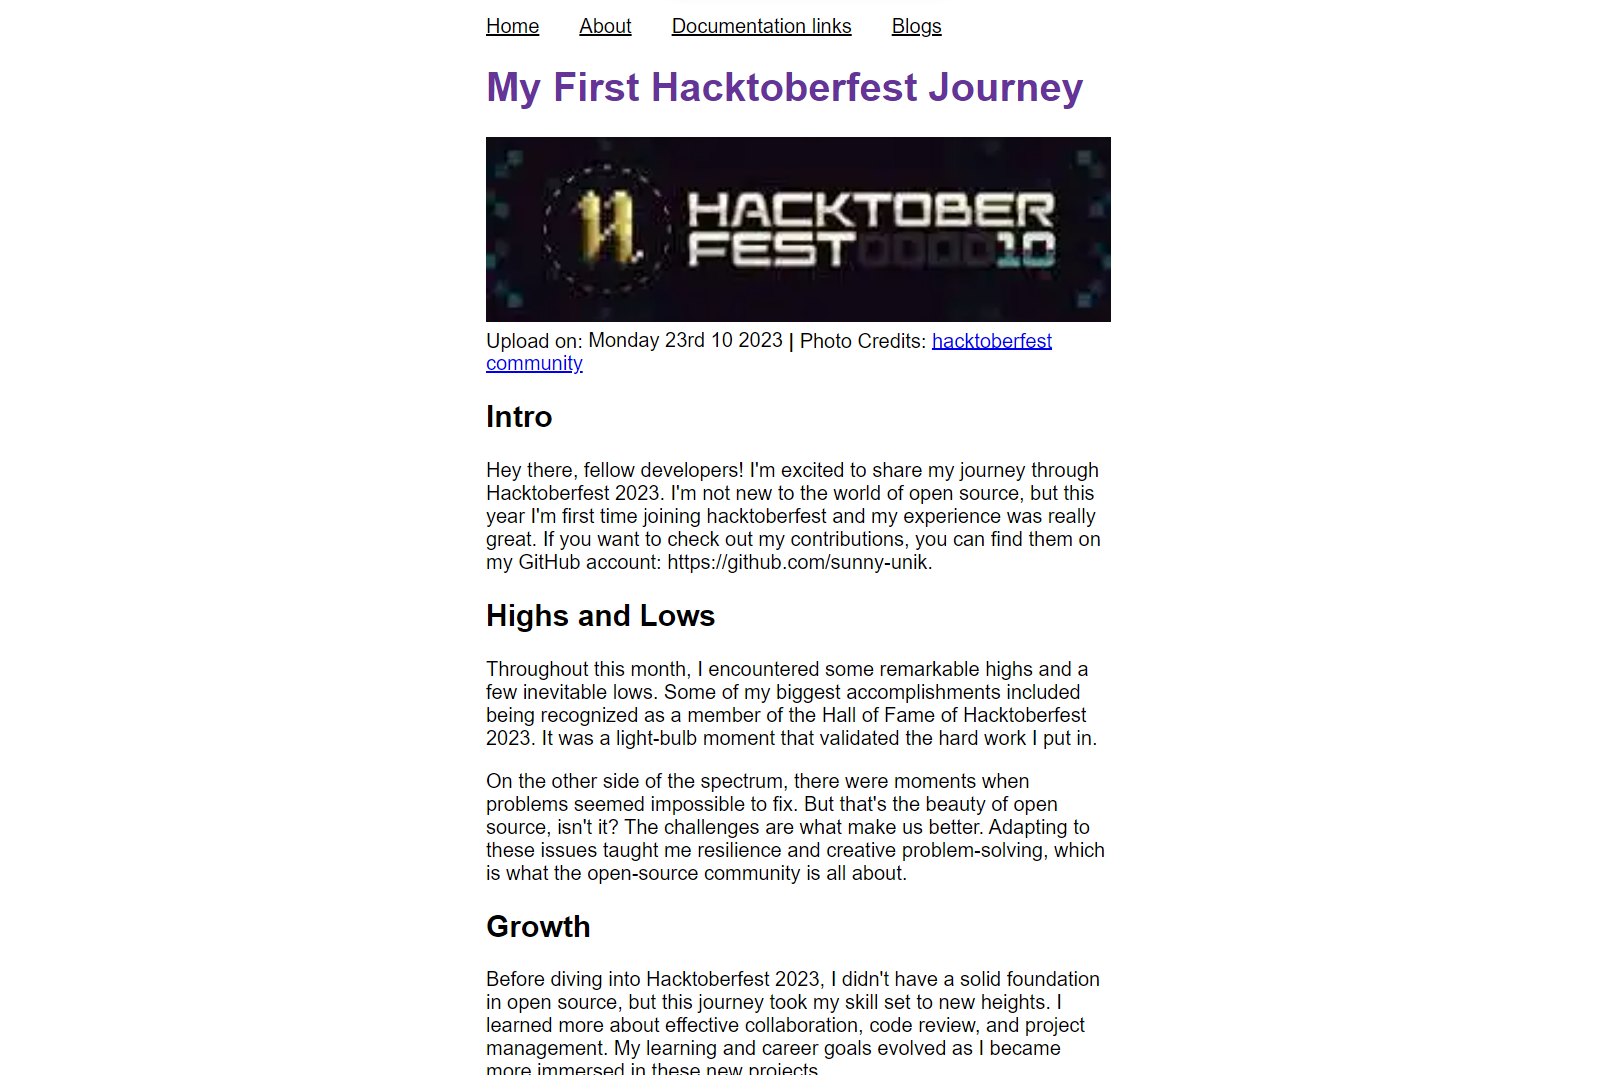 Home About Documentation links Blogs
My First Hacktoberfest Journey
HACKTOBER
FEST000010
Upload on: Monday 23rd 10 2023 | Photo Credits: hacktoberfest
community
Intro
Hey there, fellow developers! I'm excited to share my journey through
Hacktoberfest 2023. I'm not new to the world of open source, but this
year I'm first time joining hacktoberfest and my experience was really
great. If you want to check out my contributions, you can find them on
my GitHub account: https://github.com/sunny-unik.
Highs and Lows
Throughout this month, I encountered some remarkable highs and a
few inevitable lows. Some of my biggest accomplishments included
being recognized as a member of the Hall of Fame of Hacktoberfest
2023. It was a light-bulb moment that validated the hard work I put in.
On the other side of the spectrum, there were moments when
problems seemed impossible to fix. But that's the beauty of open
source, isn't it? The challenges are what make us better. Adapting to
these issues taught me resilience and creative problem-solving, which
is what the open-source community is all about.
Growth
Before diving into Hacktoberfest 2023, I didn't have a solid foundation
in open source, but this journey took my skill set to new heights. I
learned more about effective collaboration, code review, and project
management. My learning and career goals evolved as I became
more immersed in these new projects.